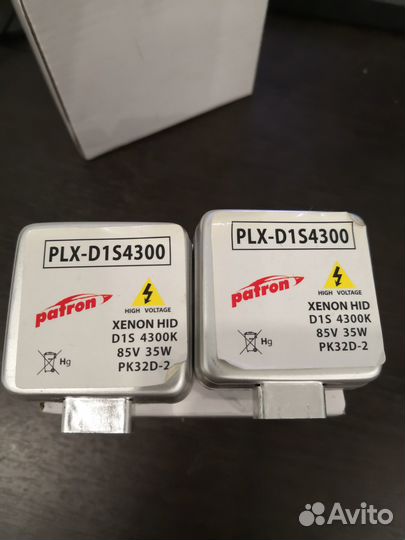 PLX-D1S4300
patron
HIGH VOLTAGE
XENON HID
D1S 4300K
85V 35W
PK32D-2
Hg
PLX-D1S4300
patron
HIGH VOLTAGE
XENON HID
D1S 4300K
85V 35W
PK32D-2
Hg
Avito